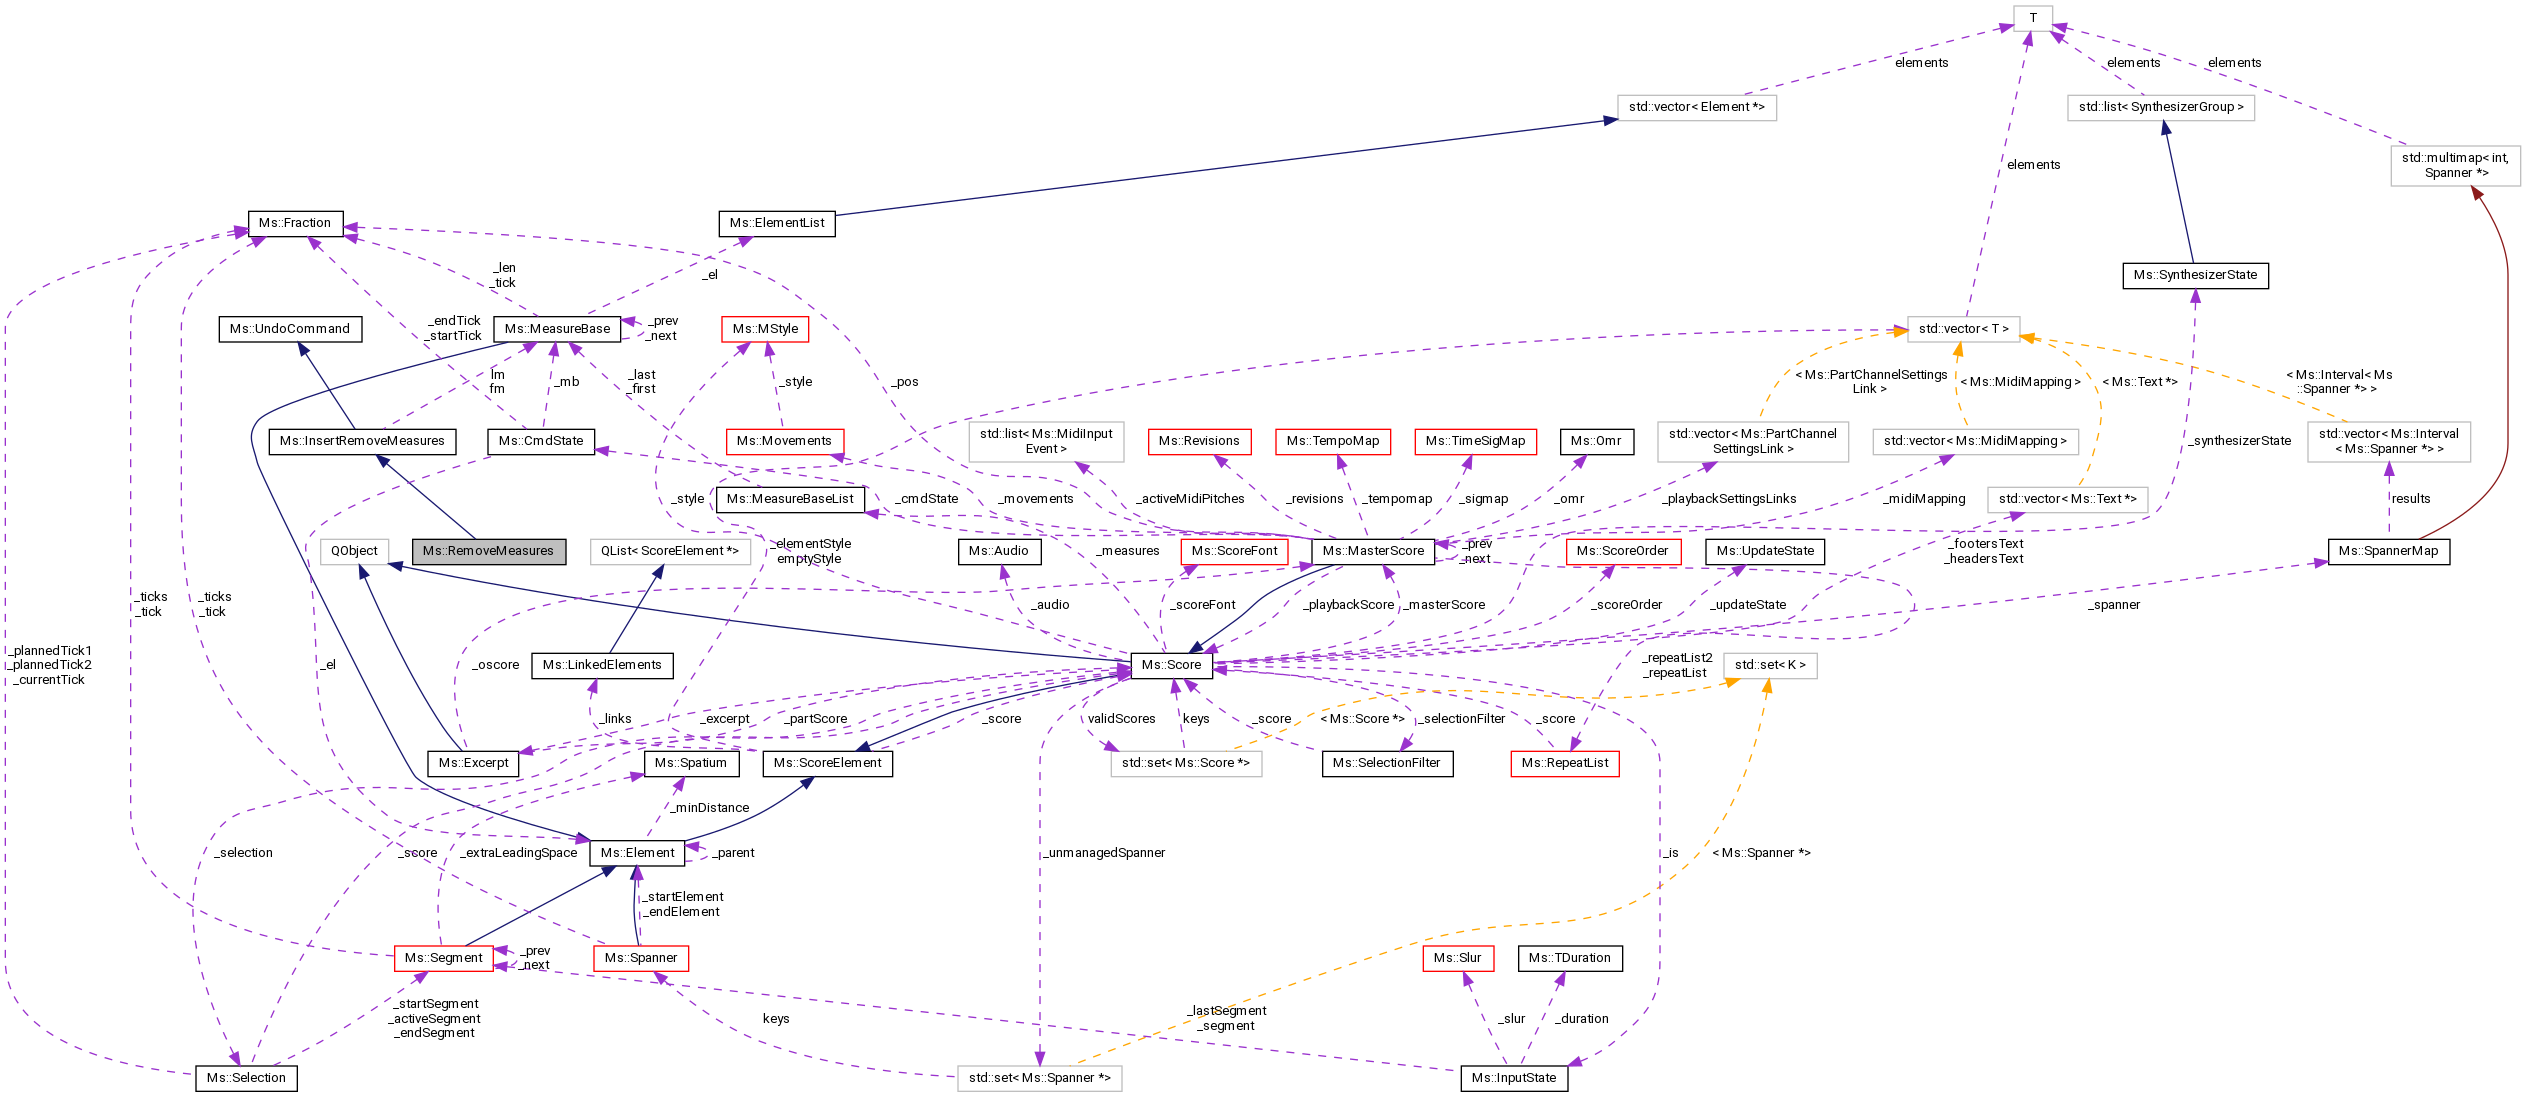 T
elements
elements
elements
std::vector< Element *>
std::list< SynthesizerGroup >
std::multimap< int,
Spanner *>
elements
Ms::Fraction
Ms::ElementList
_len
_tick
_el
Ms::SynthesizerState
Ms::UndoCommand
_endTick
_startTick
Ms::MeasureBase
_prev
_next
Ms::MStyle
std::vector< T >
lm
fm
_mb
_last
_first
_style
_pos
< Ms::PartChannelSettings
Link >
< Ms::MidiMapping >
< Ms::Text *>
< Ms::Interval< Ms
::Spanner *> >
Ms::InsertRemoveMeasures
Ms::CmdState
Ms::Movements
std::list< Ms::MidiInput
Event >
Ms::Revisions
Ms::TempoMap
Ms::TimeSigMap
Ms::Omr
std::vector< Ms::PartChannel
SettingsLink >
std::vector< Ms::MidiMapping >
_synthesizerState
std::vector< Ms::Interval
< Ms::Spanner *> >
_style
Ms::MeasureBaseList
_cmdState
_movements
_activeMidiPitches
_revisions
_tempomap
_sigmap
_omr
_playbackSettingsLinks
_midiMapping
std::vector< Ms::Text *>
results
QObject
Ms::RemoveMeasures
QList< ScoreElement *>
_elementStyle
emptyStyle
Ms::Audio
_measures
Ms::ScoreFont
Ms::MasterScore
_prev
_next
Ms::ScoreOrder
Ms::UpdateState
_footersText
_headersText
Ms::SpannerMap
_ticks
_tick
_ticks
_tick
_audio
_scoreFont
_playbackScore
_masterScore
_scoreOrder
_updateState
_spanner
_plannedTick1
_plannedTick2
_currentTick
_el
_oscore
Ms::LinkedElements
Ms::Score
_repeatList2
_repeatList
std::set< K >
_links
_excerpt
_partScore
_score
validScores
keys
_score
< Ms::Score *>
_selectionFilter
_score
Ms::Excerpt
Ms::Spatium
Ms::ScoreElement
std::set< Ms::Score *>
Ms::SelectionFilter
Ms::RepeatList
_minDistance
_selection
_score
_extraLeadingSpace
Ms::Element
_parent
_unmanagedSpanner
_is
< Ms::Spanner *>
_startElement
_endElement
Ms::Segment
_prev
_next
Ms::Spanner
Ms::Slur
Ms::TDuration
_startSegment
_activeSegment
_endSegment
keys
_lastSegment
_segment
_slur
_duration
Ms::Selection
std::set< Ms::Spanner *>
Ms::InputState